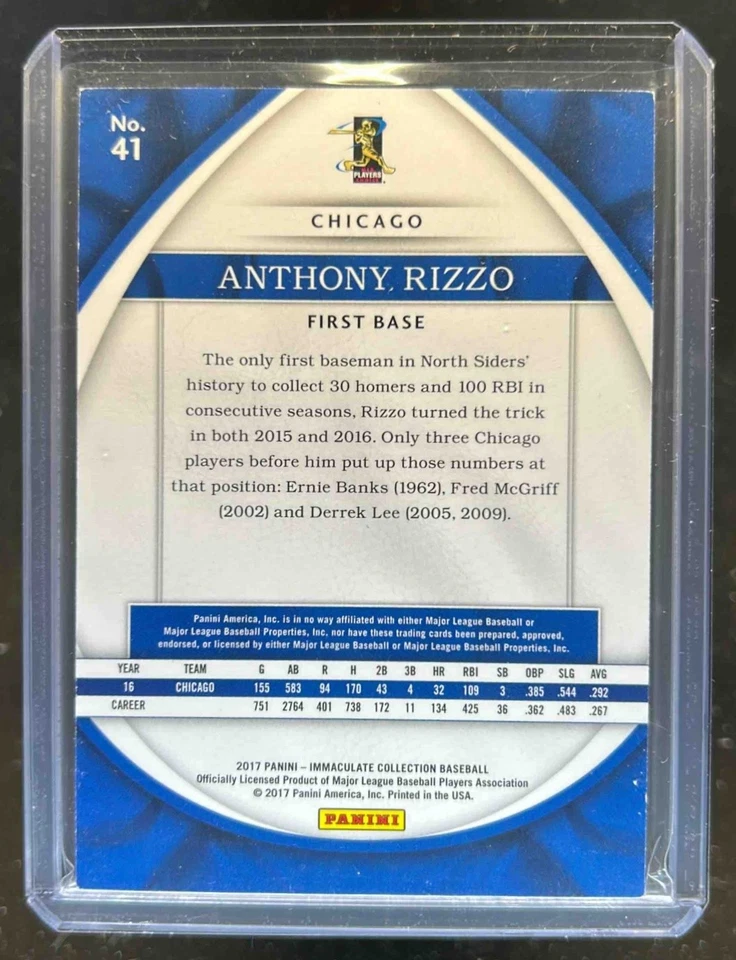 No.
41
PLAYERS
CHICAGO
ANTHONY RIZZO
FIRST BASE
The only first baseman in North Siders'
history to collect 30 homers and 100 RBI in
consecutive seasons, Rizzo turned the trick
in both 2015 and 2016. Only three Chicago
players before him put up those numbers at
that position: Ernie Banks (1962), Fred McGriff
(2002) and Derrek Lee (2005, 2009).
Panini America, Inc. is in no way affiliated with either Major League Baseball or
Major League Baseball Properties, Inc. nor have these trading cards been prepared, approved,
endorsed, or licensed by either Major League Baseball or Major League Baseball Properties, Inc.
YEAR TEAM G AB R H 2B 3B HR RBI SB OBP SLG AVG
16 CHICAGO 155 583 94 170 43 4 32 109 3 .385 .544 .292
CAREER 751 2764 401 738 172 11 134 425 36 .362 .483 .267
2017 PANINI – IMMACULATE COLLECTION BASEBALL
Officially Licensed Product of Major League Baseball Players Association
© 2017 Panini America, Inc. Printed in the USA.
PANINI